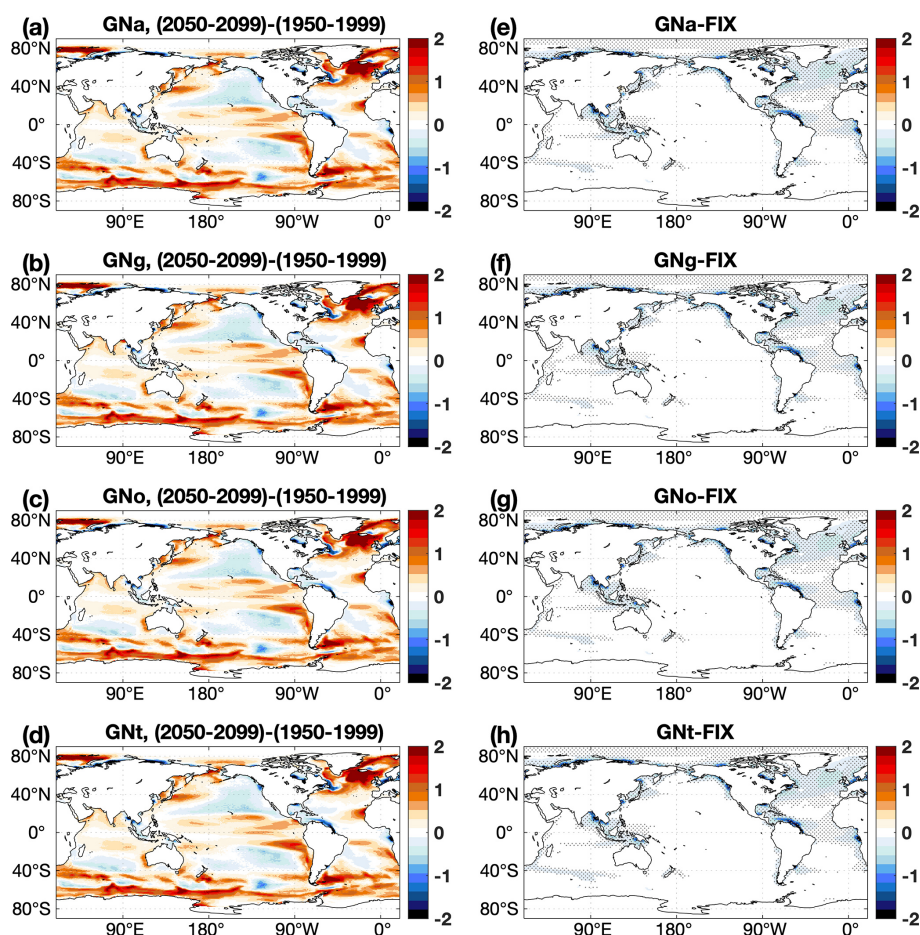 (a) GNa, (2050-2099)-(1950-1999)
80°N
40°N
0°
40°S
80°S
90°E 180° 90°W 0°
2
1
0
-1
-2
(e) GNa-FIX
80°N
40°N
0°
40°S
80°S
90°E 180° 90°W 0°
2
1
0
-1
-2
(b) GNg, (2050-2099)-(1950-1999)
80°N
40°N
0°
40°S
80°S
90°E 180° 90°W 0°
2
1
0
-1
-2
(f) GNg-FIX
80°N
40°N
0°
40°S
80°S
90°E 180° 90°W 0°
2
1
0
-1
-2
(c) GNo, (2050-2099)-(1950-1999)
80°N
40°N
0°
40°S
80°S
90°E 180° 90°W 0°
2
1
0
-1
-2
(g) GNo-FIX
80°N
40°N
0°
40°S
80°S
90°E 180° 90°W 0°
2
1
0
-1
-2
(d) GNt, (2050-2099)-(1950-1999)
80°N
40°N
0°
40°S
80°S
90°E 180° 90°W 0°
2
1
0
-1
-2
(h) GNt-FIX
80°N
40°N
0°
40°S
80°S
90°E 180° 90°W 0°
2
1
0
-1
-2